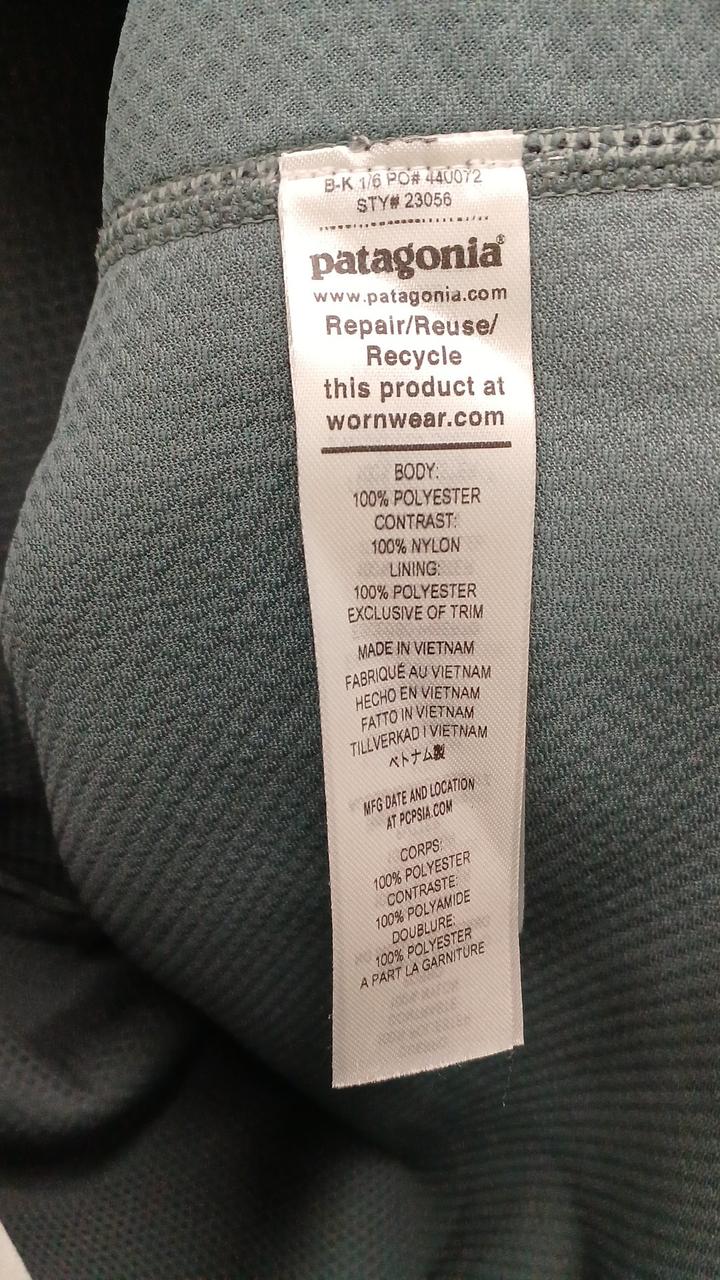 B-K 1/6 PO# 440072
STY# 23056
patagonia®
www.patagonia.com
Repair/Reuse/
Recycle
this product at
wornwear.com
BODY:
100% POLYESTER
CONTRAST:
100% NYLON
LINING:
100% POLYESTER
EXCLUSIVE OF TRIM
MADE IN VIETNAM
FABRIQUÉ AU VIETNAM
HECHO EN VIETNAM
FATTO IN VIETNAM
TILLVERKAD I VIETNAM
ベトナム製
MFG DATE AND LOCATION
AT PCPSIA.COM
CORPS:
100% POLYESTER
CONTRASTE:
100% POLYAMIDE
DOUBLURE:
100% POLYESTER
A PART LA GARNITURE